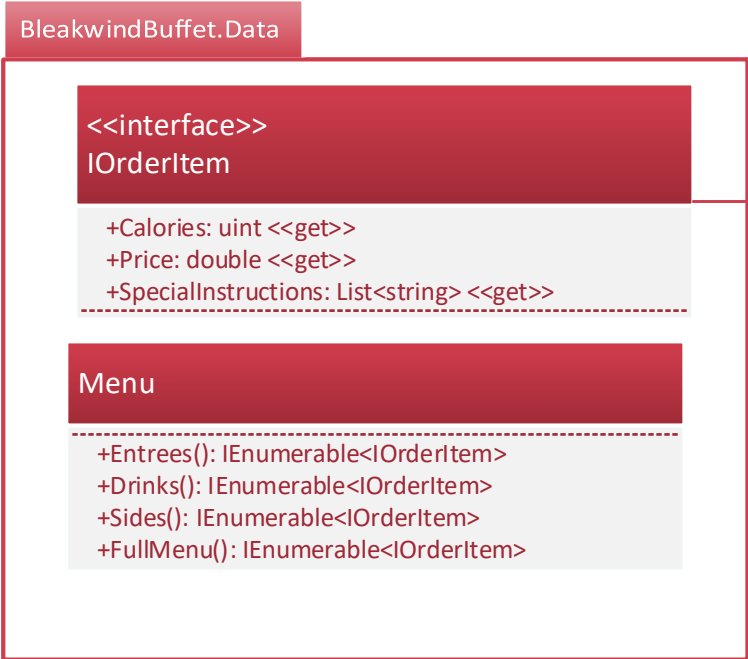 BleakwindBuffet.Data
<<interface>>
IOrderItem
+Calories: uint <<get>>
+Price: double <<get>>
+SpecialInstructions: List<string> <<get>>
Menu
+Entrees(): IEnumerable<IOrderItem>
+Drinks(): IEnumerable<IOrderItem>
+Sides(): IEnumerable<IOrderItem>
+FullMenu(): IEnumerable<IOrderItem>